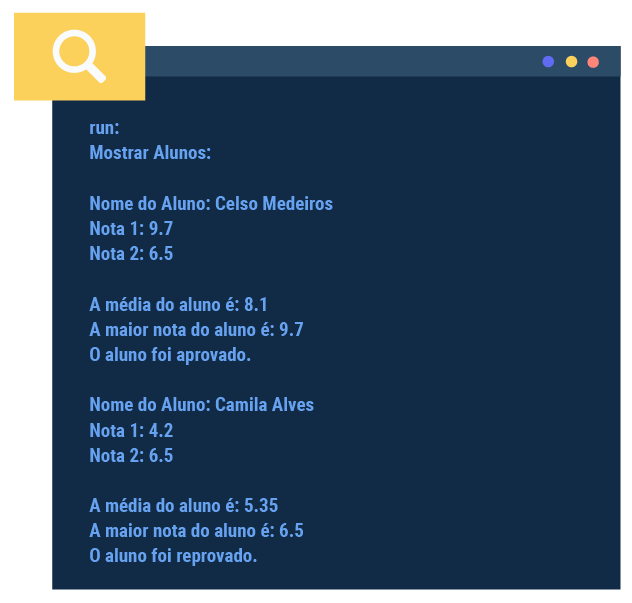 run:
Mostrar Alunos:
Nome do Aluno: Celso Medeiros
Nota 1: 9.7
Nota 2: 6.5
A média do aluno é: 8.1
A maior nota do aluno é: 9.7
O aluno foi aprovado.
Nome do Aluno: Camila Alves
Nota 1: 4.2
Nota 2: 6.5
A média do aluno é: 5.35
A maior nota do aluno é: 6.5
O aluno foi reprovado.